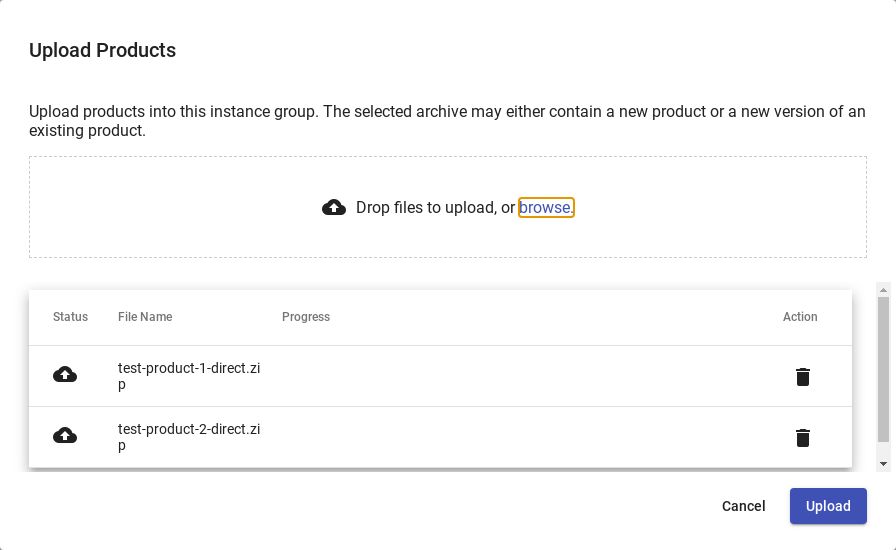 Upload Products
Upload products into this instance group. The selected archive may either contain a new product or a new version of an
existing product.
Drop files to upload, or browse.
Status File Name Progress Action
test-product-1-direct.zi
p
test-product-2-direct.zi
p
Cancel Upload